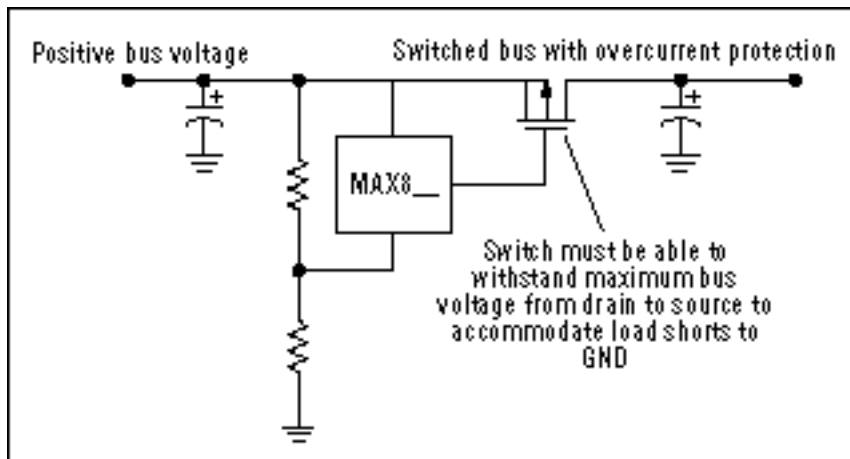 Positive bus voltage
Switched bus with overcurrent protection
+
+
MAX8__
Switch must be able to
withstand maximum bus
voltage from drain to source to
accommodate load shorts to
GND